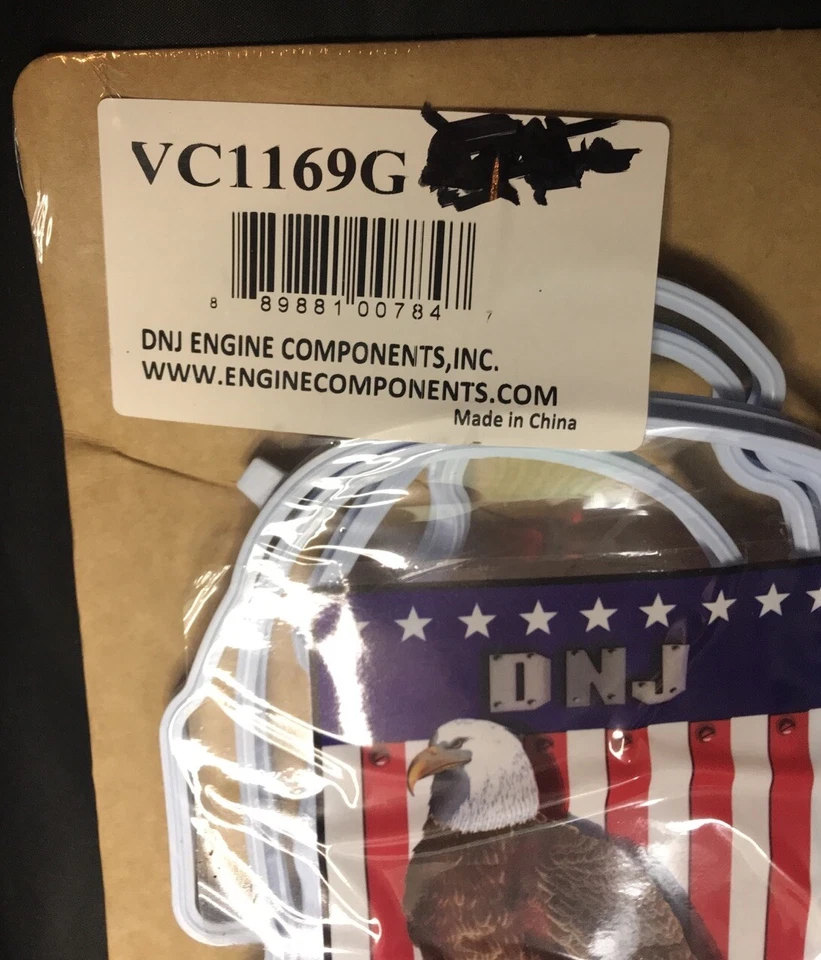 VC1169G
8 89881 00784 7
DNJ ENGINE COMPONENTS,INC.
WWW.ENGINECOMPONENTS.COM
Made in China
DNJ